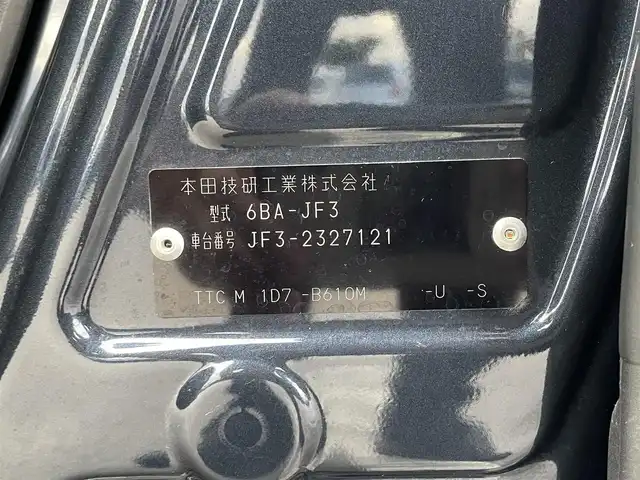 本田技研工業株式会社
型式 6BA-JF3
車台番号 JF3-2327121
TTC M 1D7 -B610M -U -S